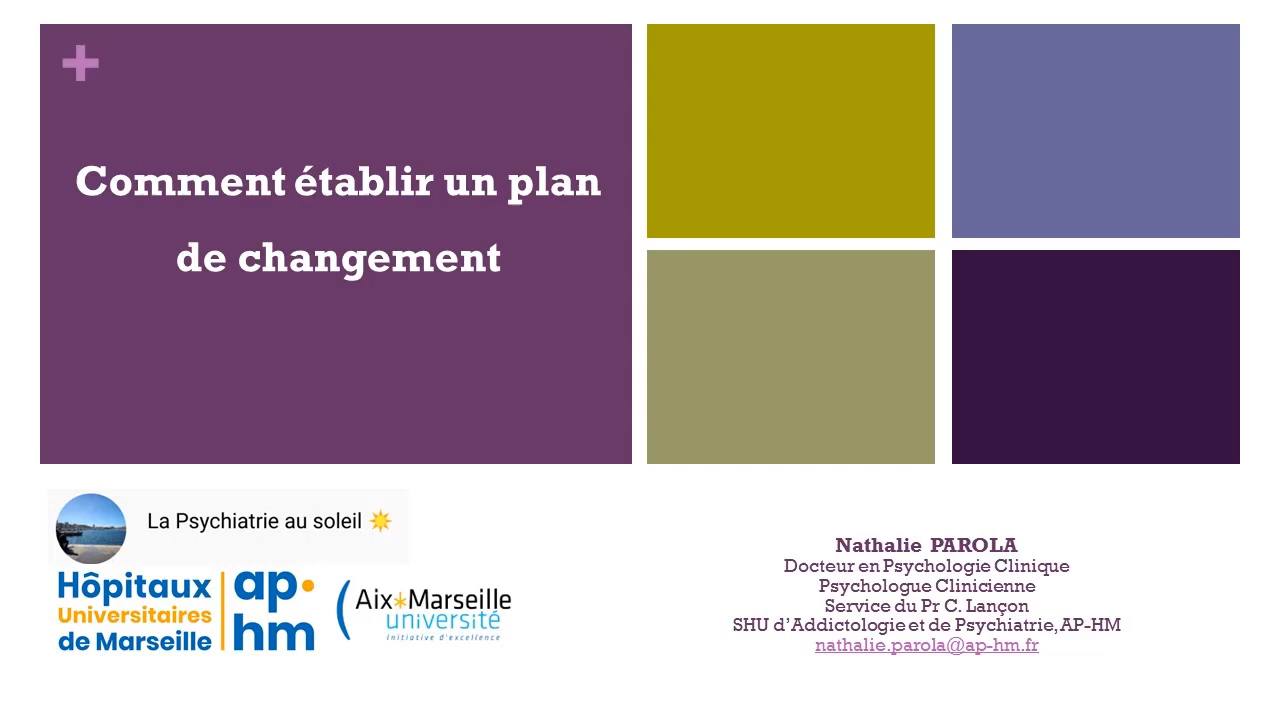 +
Comment établir un plan
de changement
La Psychiatrie au soleil ☀
Hôpitaux
Universitaires
de Marseille
ap•
hm
Aix*Marseille
université
Initiative d'excellence
Nathalie PAROLA
Docteur en Psychologie Clinique
Psychologue Clinicienne
Service du Pr C. Lançon
SHU d'Addictologie et de Psychiatrie, AP-HM
nathalie.parola@ap-hm.fr